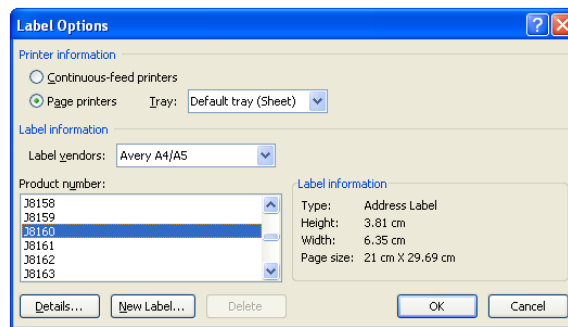 Label Options
Printer information
Continuous-feed printers
Page printers Tray: Default tray (Sheet)
Label information
Label vendors: Avery A4/A5
Product number:
J8158
J8159
J8160
J8161
J8162
J8163
Label information
Type: Address Label
Height: 3.81 cm
Width: 6.35 cm
Page size: 21 cm X 29.69 cm
Details... New Label... Delete OK Cancel